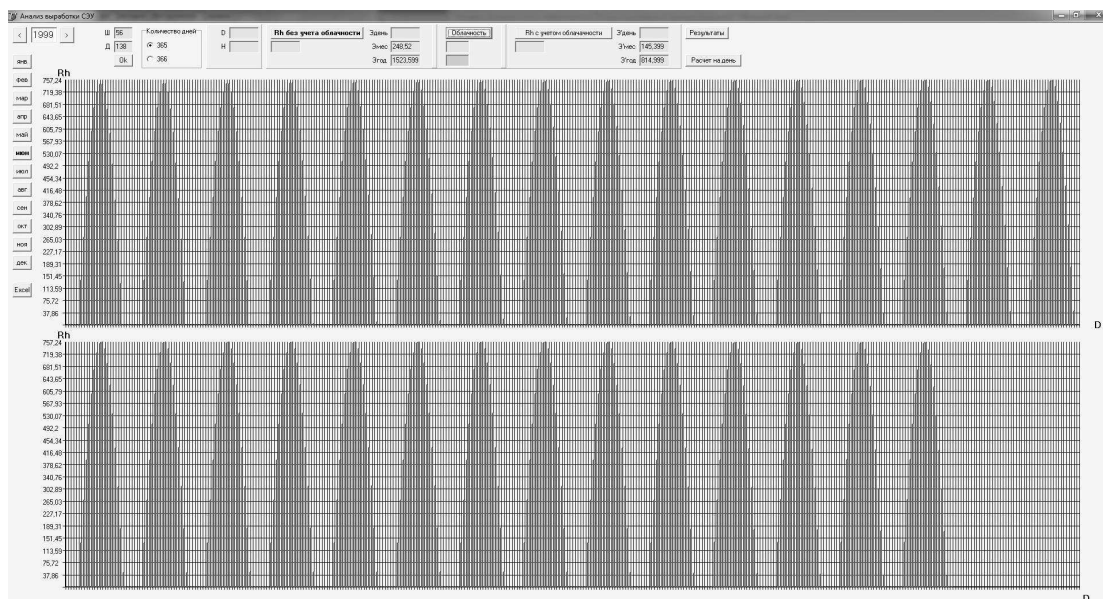 Анализ выработки СЭУ
< 1999 > Ш 56 Количество дней D Rh без учета облачности Эдень Облачность Rh с учетом облачачности Э'день Результаты
Д 138 365 H Эмес 248,52 Э'мес 145,399
Ok 366 Эгод 1523,599 Э'год 814,999 Расчет на день
янв
фев
мар
апр
май
июн
июл
авг
сен
окт
ноя
дек
Excel
Rh
757,24
719,38
681,51
643,65
605,79
567,93
530,07
492,2
454,34
416,48
378,62
340,76
302,89
265,03
227,17
189,31
151,45
113,59
75,72
37,86
D
Rh
757,24
719,38
681,51
643,65
605,79
567,93
530,07
492,2
454,34
416,48
378,62
340,76
302,89
265,03
227,17
189,31
151,45
113,59
75,72
37,86
D